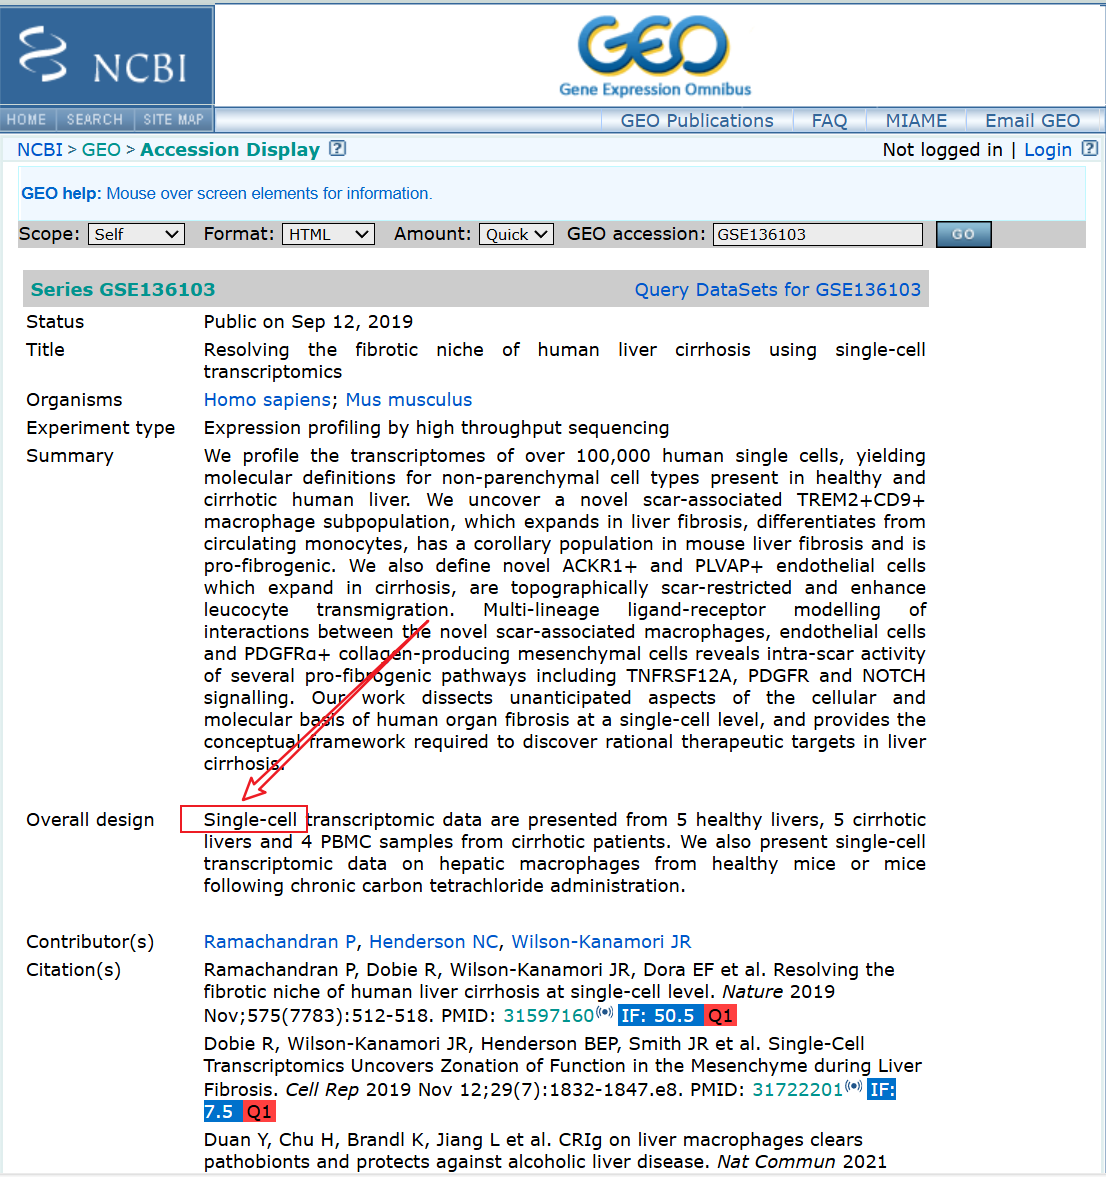 NCBI
GEO
Gene Expression Omnibus
HOME SEARCH SITE MAP GEO Publications FAQ MIAME Email GEO
NCBI > GEO > Accession Display ? Not logged in | Login ?
GEO help: Mouse over screen elements for information.
Scope: Self Format: HTML Amount: Quick GEO accession: GSE136103 GO
Series GSE136103 Query DataSets for GSE136103
Status Public on Sep 12, 2019
Title Resolving the fibrotic niche of human liver cirrhosis using single-cell
transcriptomics
Organisms Homo sapiens; Mus musculus
Experiment type Expression profiling by high throughput sequencing
Summary We profile the transcriptomes of over 100,000 human single cells, yielding
molecular definitions for non-parenchymal cell types present in healthy and
cirrhotic human liver. We uncover a novel scar-associated TREM2+CD9+
macrophage subpopulation, which expands in liver fibrosis, differentiates from
circulating monocytes, has a corollary population in mouse liver fibrosis and is
pro-fibrogenic. We also define novel ACKR1+ and PLVAP+ endothelial cells
which expand in cirrhosis, are topographically scar-restricted and enhance
leucocyte transmigration. Multi-lineage ligand-receptor modelling of
interactions between the novel scar-associated macrophages, endothelial cells
and PDGFRα+ collagen-producing mesenchymal cells reveals intra-scar activity
of several pro-fibrogenic pathways including TNFRSF12A, PDGFR and NOTCH
signalling. Our work dissects unanticipated aspects of the cellular and
molecular basis of human organ fibrosis at a single-cell level, and provides the
conceptual framework required to discover rational therapeutic targets in liver
cirrhosis.
Overall design Single-cell transcriptomic data are presented from 5 healthy livers, 5 cirrhotic
livers and 4 PBMC samples from cirrhotic patients. We also present single-cell
transcriptomic data on hepatic macrophages from healthy mice or mice
following chronic carbon tetrachloride administration.
Contributor(s) Ramachandran P, Henderson NC, Wilson-Kanamori JR
Citation(s) Ramachandran P, Dobie R, Wilson-Kanamori JR, Dora EF et al. Resolving the
fibrotic niche of human liver cirrhosis at single-cell level. Nature 2019
Nov;575(7783):512-518. PMID: 31597160 IF: 50.5 Q1
Dobie R, Wilson-Kanamori JR, Henderson BEP, Smith JR et al. Single-Cell
Transcriptomics Uncovers Zonation of Function in the Mesenchyme during Liver
Fibrosis. Cell Rep 2019 Nov 12;29(7):1832-1847.e8. PMID: 31722201 IF:
7.5 Q1
Duan Y, Chu H, Brandl K, Jiang L et al. CRIg on liver macrophages clears
pathobionts and protects against alcoholic liver disease. Nat Commun 2021